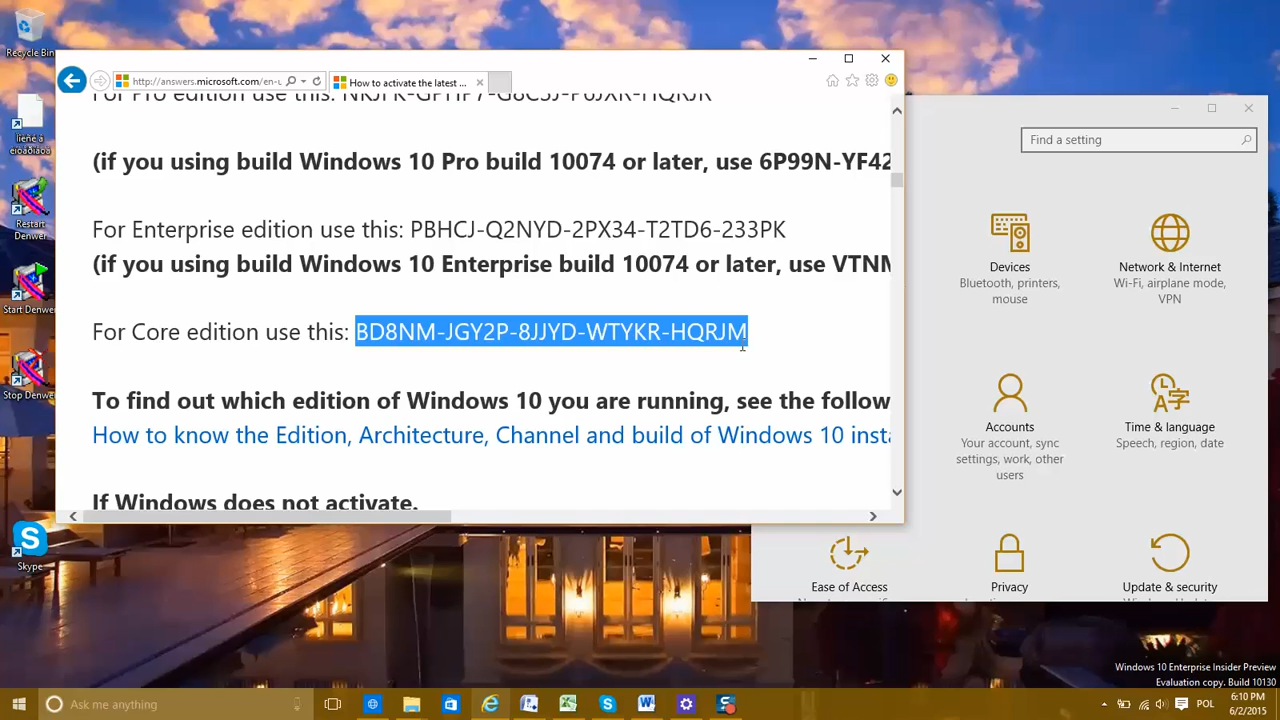 Recycle Bin
Restart
Denwer
Start Denwer
Stop Denwer
Skype
http://answers.microsoft.com/en-u
How to activate the latest ...
(if you using build Windows 10 Pro build 10074 or later, use 6P99N-YF42
For Enterprise edition use this: PBHCJ-Q2NYD-2PX34-T2TD6-233PK
(if you using build Windows 10 Enterprise build 10074 or later, use VTNM
For Core edition use this: BD8NM-JGY2P-8JJYD-WTYKR-HQRJM
To find out which edition of Windows 10 you are running, see the follow
How to know the Edition, Architecture, Channel and build of Windows 10 insta
If Windows does not activate.
Find a setting
Devices
Bluetooth, printers,
mouse
Network & Internet
Wi-Fi, airplane mode,
VPN
Accounts
Your account, sync
settings, work, other
users
Time & language
Speech, region, date
Ease of Access
Privacy
Update & security
Windows 10 Enterprise Insider Preview
Evaluation copy. Build 10130
Ask me anything
POL
6:10 PM
6/2/2015